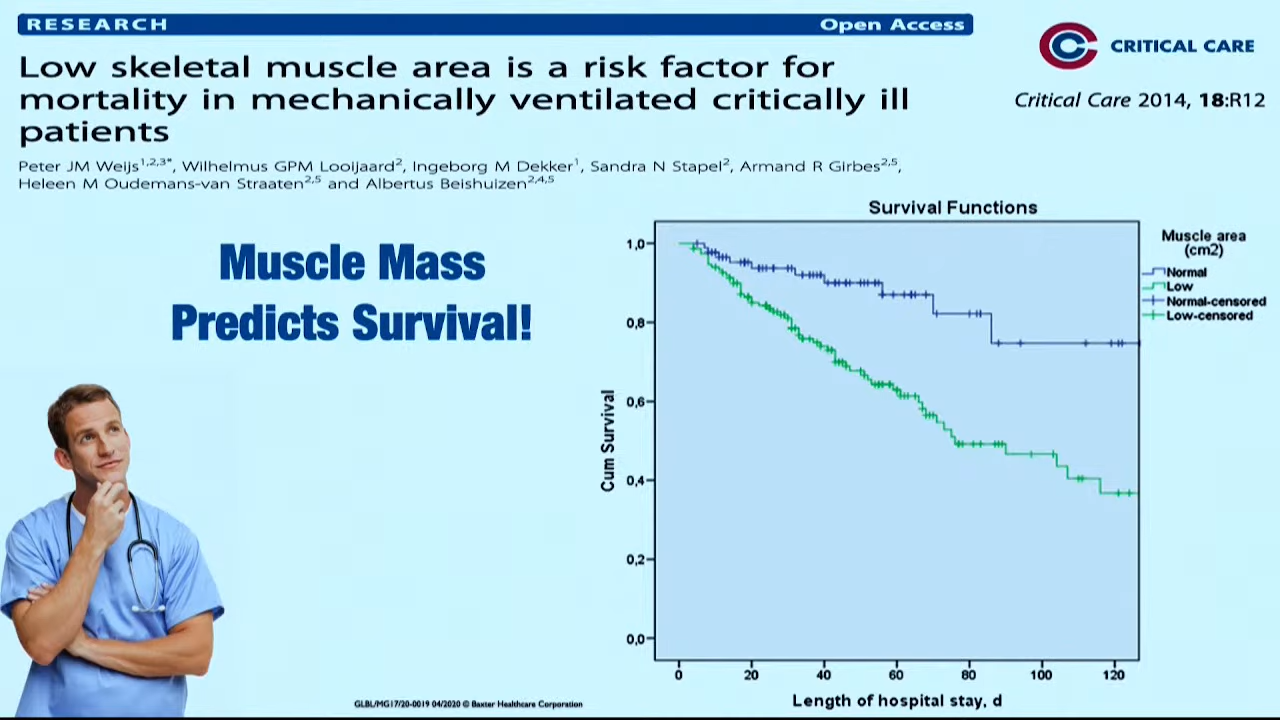 RESEARCH
Open Access
CRITICAL CARE
Low skeletal muscle area is a risk factor for
mortality in mechanically ventilated critically ill
patients
Critical Care 2014, 18:R12
Peter JM Weijs1,2,3*, Wilhelmus GPM Looijaard2, Ingeborg M Dekker1, Sandra N Stapel2, Armand R Girbes2,5,
Heleen M Oudemans-van Straaten2,5 and Albertus Beishuizen2,4,5
Muscle Mass
Predicts Survival!
Survival Functions
Muscle area
(cm2)
Normal
Low
Normal-censored
Low-censored
Cum Survival
1,0
0,8
0,6
0,4
0,2
0,0
0 20 40 60 80 100 120
Length of hospital stay, d
GLBL/MG17/20-0019 04/2020 © Baxter Healthcare Corporation